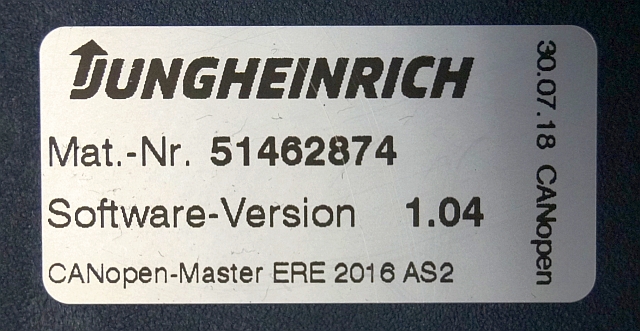 JUNGHEINRICH
Mat.-Nr. 51462874
Software-Version 1.04
CANopen-Master ERE 2016 AS2
30.07.18 CANopen